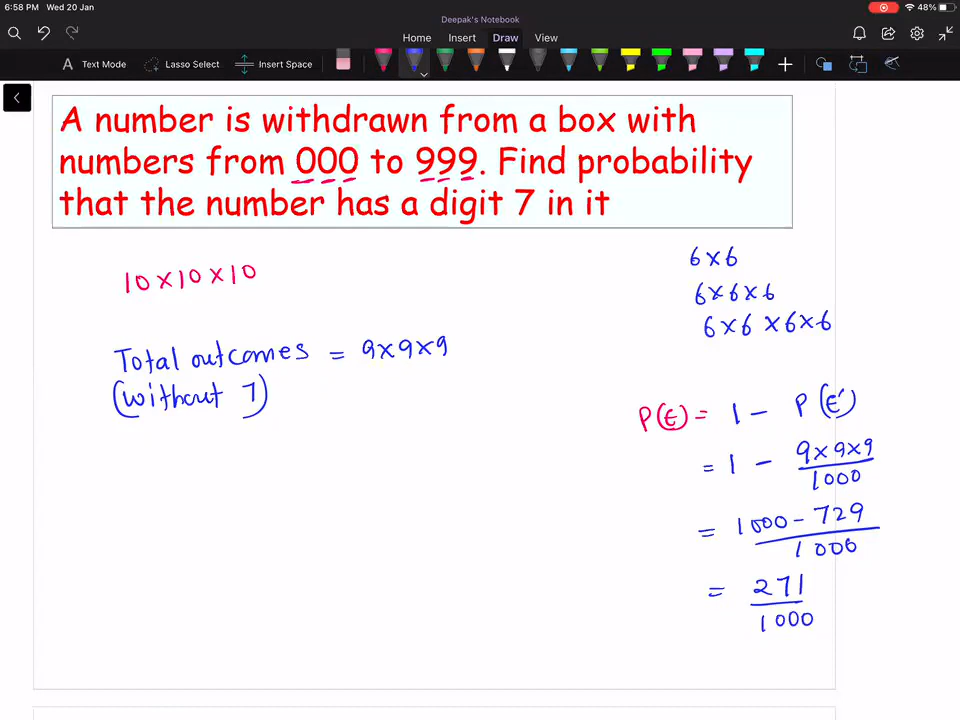 6:58 PM Wed 20 Jan
48%
Deepak's Notebook
Home Insert Draw View
Text Mode Lasso Select Insert Space
A number is withdrawn from a box with
numbers from 000 to 999. Find probability
that the number has a digit 7 in it
10×10×10
6×6
6×6×6
6×6×6×6
Total outcomes = 9×9×9
(without 7)
P(E) = 1 - P(E')
= 1 - 9×9×9
1000
= 1000 - 729
1000
= 271
1000